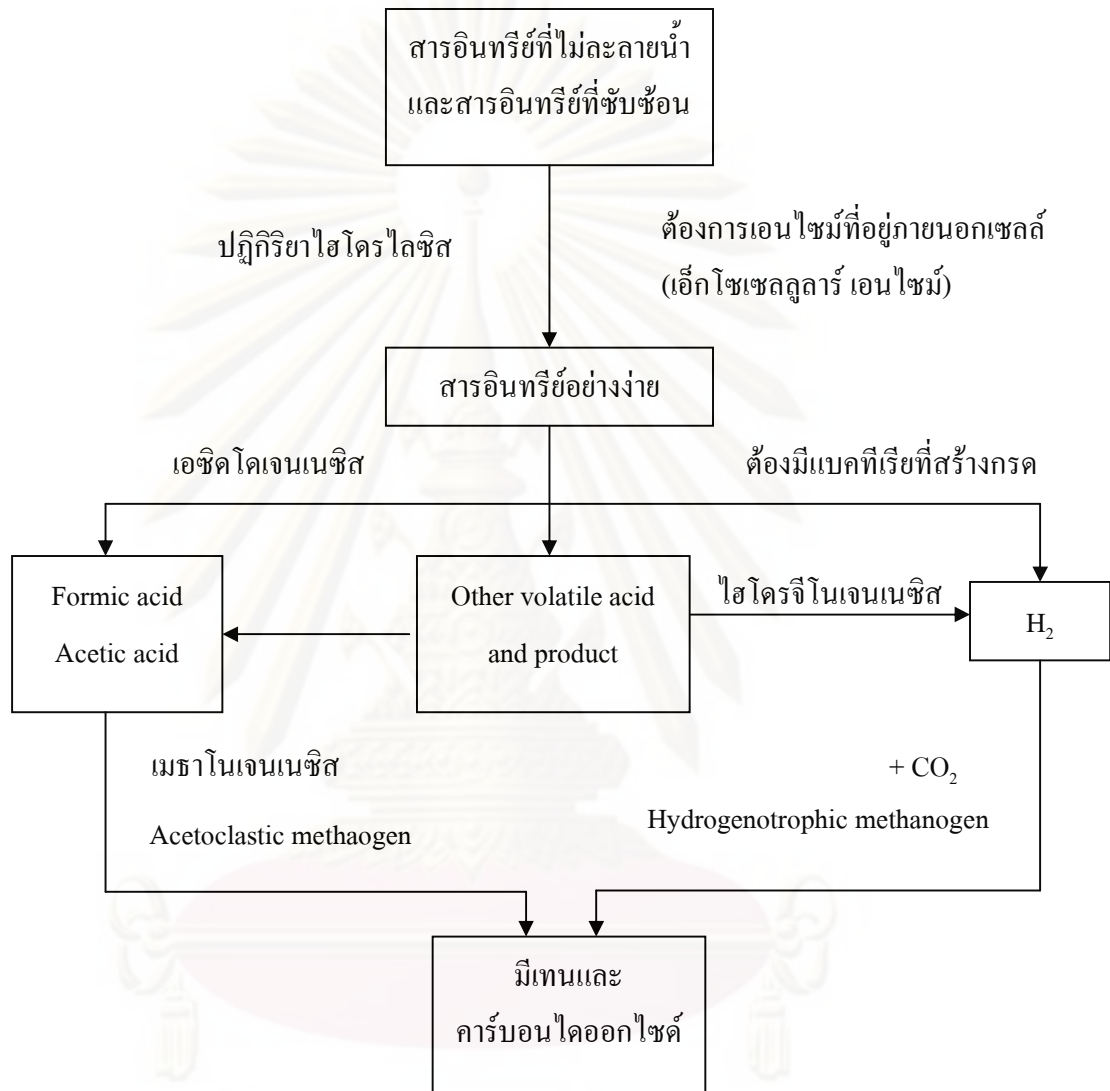 สารอินทรีย์ที่ไม่ละลายน้ำ
และสารอินทรีย์ที่ซับซ้อน
ปฏิกิริยาไฮโดรไลซิส
ต้องการเอนไซม์ที่อยู่ภายนอกเซลล์
(เอ็กโซเซลลูลาร์ เอนไซม์)
สารอินทรีย์อย่างง่าย
เอซิดโดเจนเนซิส
ต้องมีแบคทีเรียที่สร้างกรด
Formic acid
Acetic acid
Other volatile acid
and product
ไฮโดรจีโนเจนเนซิส
H₂
เมธาโนเจนเนซิส
Acetoclastic methaogen
+ CO₂
Hydrogenotrophic methanogen
มีเทนและ
คาร์บอนไดออกไซด์